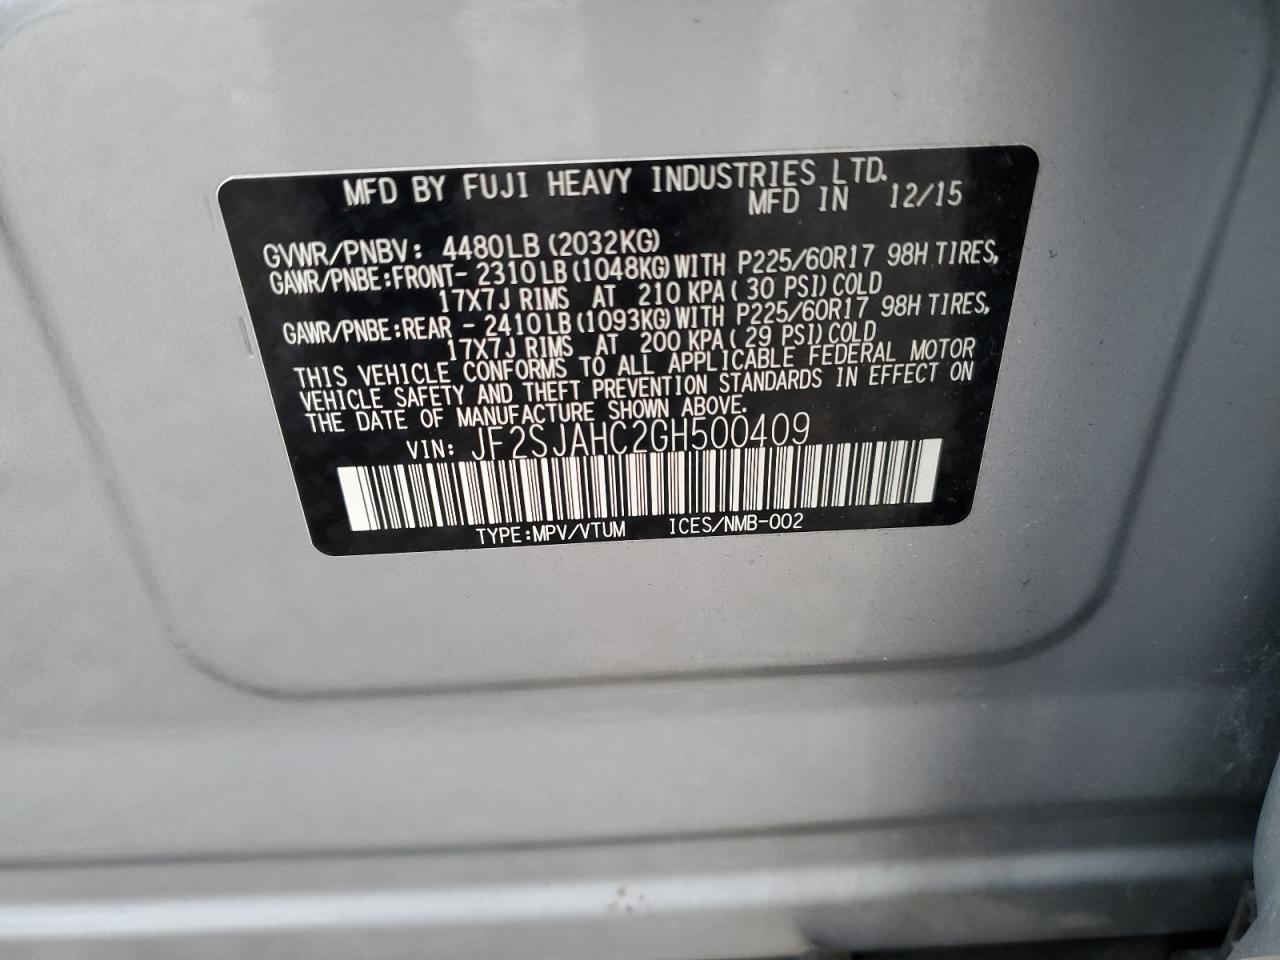 MFD BY FUJI HEAVY INDUSTRIES LTD.
MFD IN 12/15
GVWR/PNBV: 4480LB (2032KG)
GAWR/PNBE:FRONT- 2310LB (1048KG) WITH P225/60R17 98H TIRES,
17X7J RIMS AT 210 KPA ( 30 PSI) COLD
GAWR/PNBE:REAR - 2410LB (1093KG) WITH P225/60R17 98H TIRES,
17X7J RIMS AT 200 KPA ( 29 PSI) COLD
THIS VEHICLE CONFORMS TO ALL APPLICABLE FEDERAL MOTOR
VEHICLE SAFETY AND THEFT PREVENTION STANDARDS IN EFFECT ON
THE DATE OF MANUFACTURE SHOWN ABOVE.
VIN: JF2SJAHC2GH500409
TYPE:MPV/VTUM ICES/NMB-002